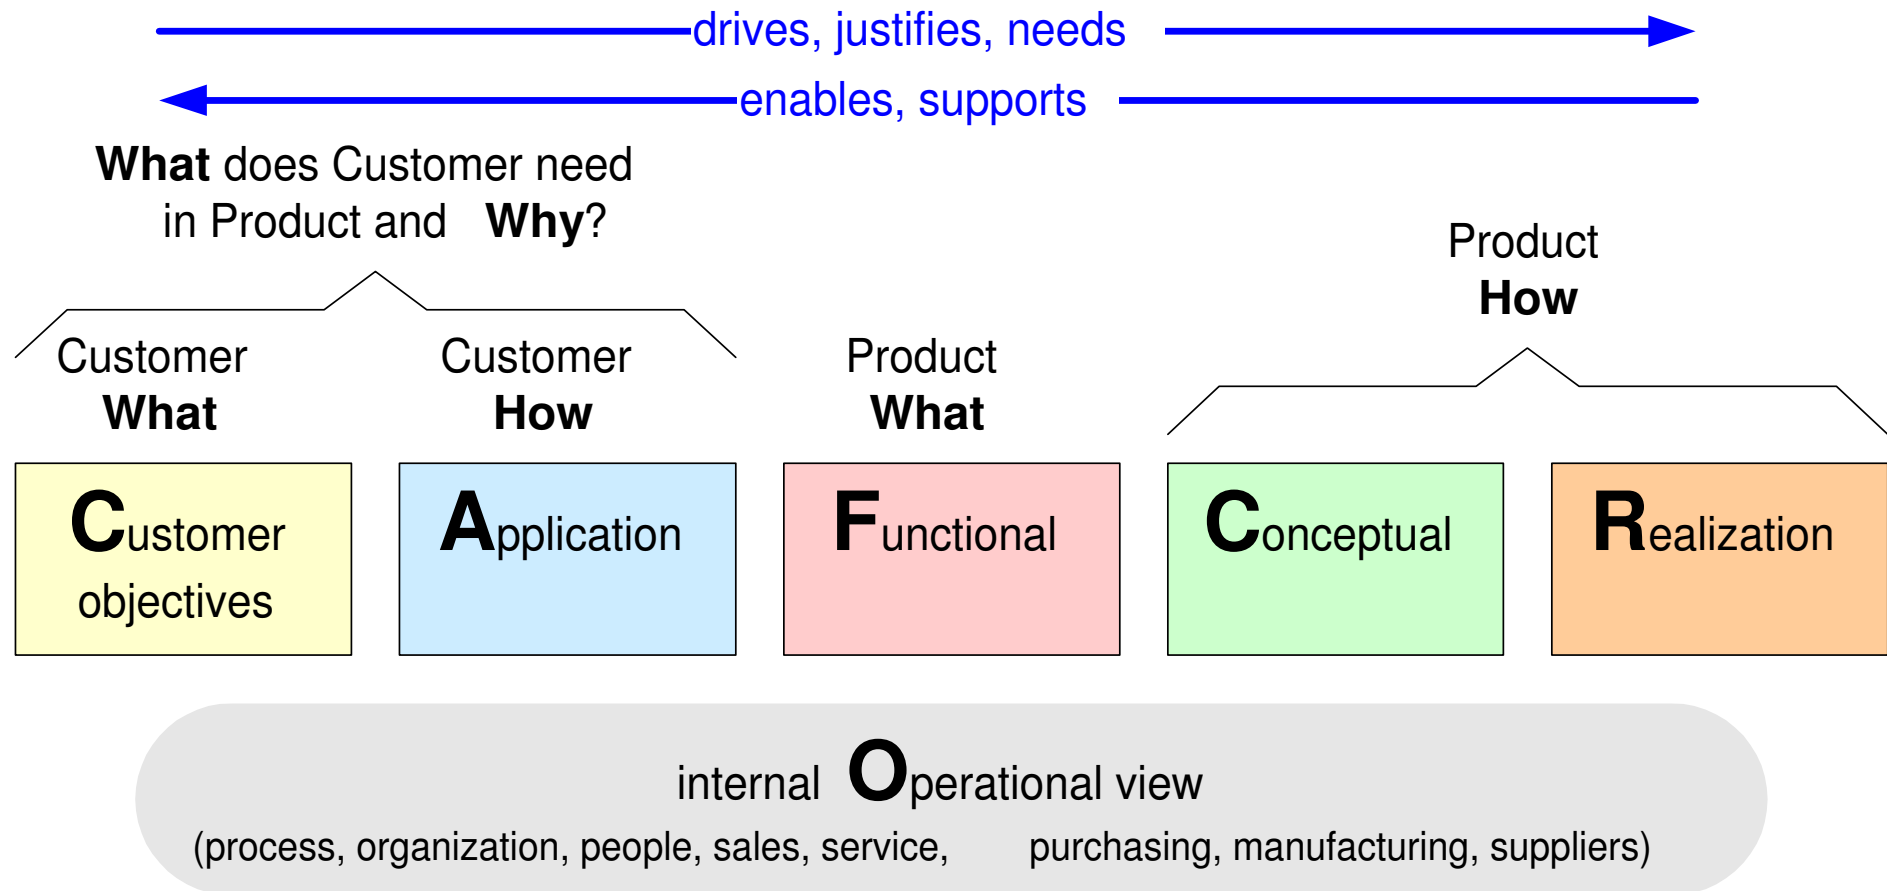 drives, justifies, needs
enables, supports
What does Customer need
in Product and Why?
Product
How
Customer
What
Customer
How
Product
What
Customer
objectives
Application
Functional
Conceptual
Realization
internal Operational view
(process, organization, people, sales, service, purchasing, manufacturing, suppliers)